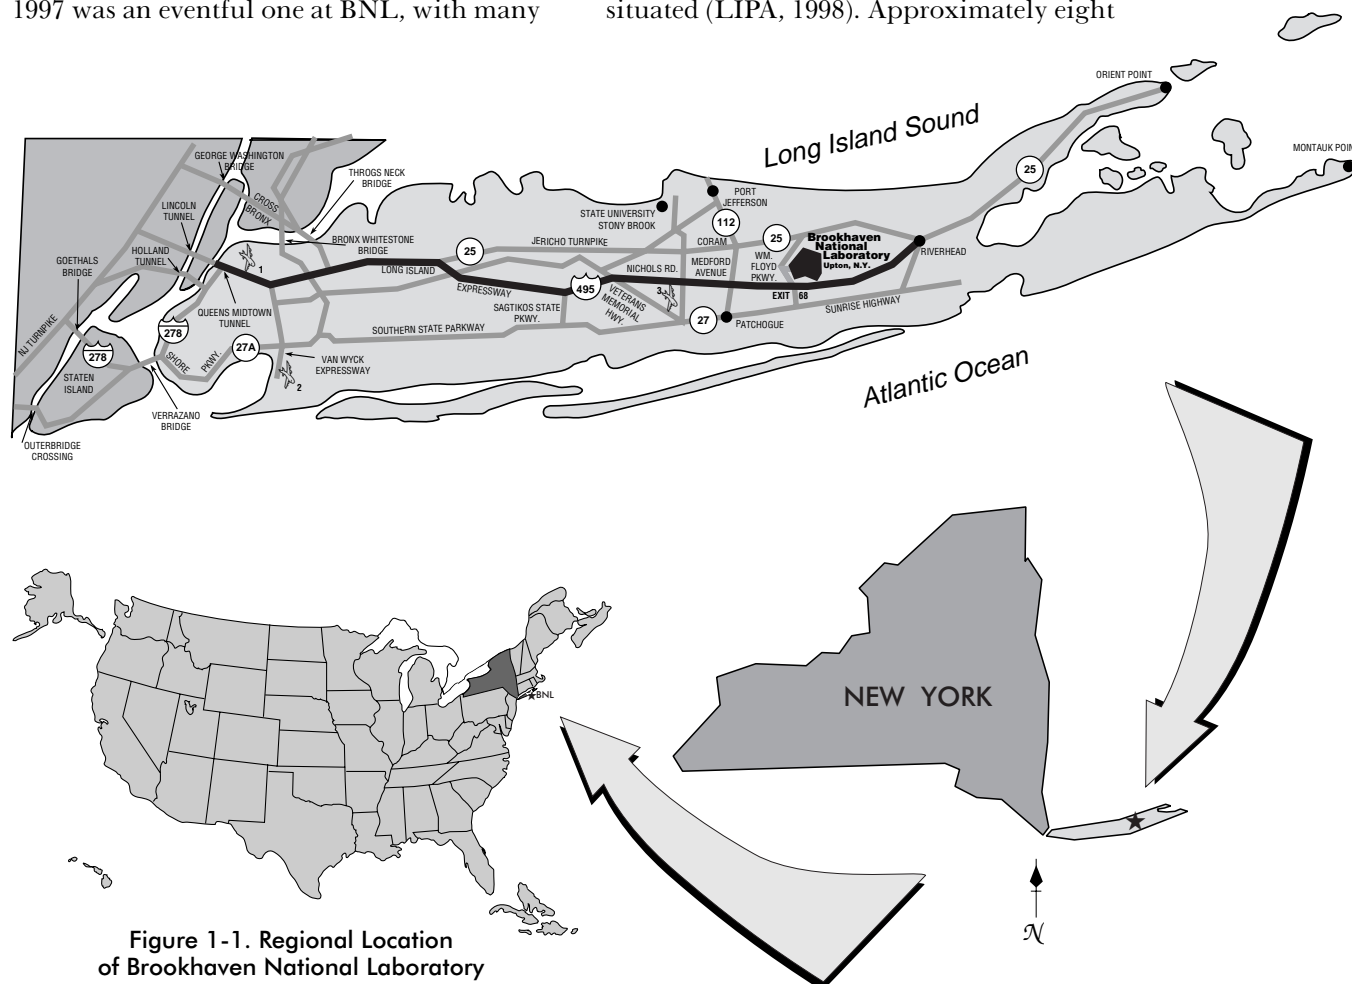 1997 was an eventful one at BNL, with many
situated (LIPA, 1998). Approximately eight
ORIENT POINT
Long Island Sound
MONTAUK POIN
25
GEORGE WASHINGTON
BRIDGE
THROGS NECK
BRIDGE
CROSS
BRONX
LINCOLN
TUNNEL
STATE UNIVERSITY
STONY BROOK
PORT
JEFFERSON
112
BRONX WHITESTONE
BRIDGE
25
JERICHO TURNPIKE
CORAM
25
Brookhaven
National
Laboratory
Upton, N.Y.
RIVERHEAD
HOLLAND
TUNNEL
GOETHALS
BRIDGE
1
LONG ISLAND
EXPRESSWAY
495
NICHOLS RD.
MEDFORD
AVENUE
WM.
FLOYD
PKWY.
EXIT 68
3
VETERANS
MEMORIAL
HWY.
SAGTIKOS STATE
PKWY.
SUNRISE HIGHWAY
27
PATCHOGUE
QUEENS MIDTOWN
TUNNEL
SOUTHERN STATE PARKWAY
278
NJ TURNPIKE
278
27A
SHORE
PKWY.
VAN WYCK
EXPRESSWAY
2
STATEN
ISLAND
VERRAZANO
BRIDGE
OUTERBRIDGE
CROSSING
Atlantic Ocean
BNL
NEW YORK
N
Figure 1-1. Regional Location
of Brookhaven National Laboratory